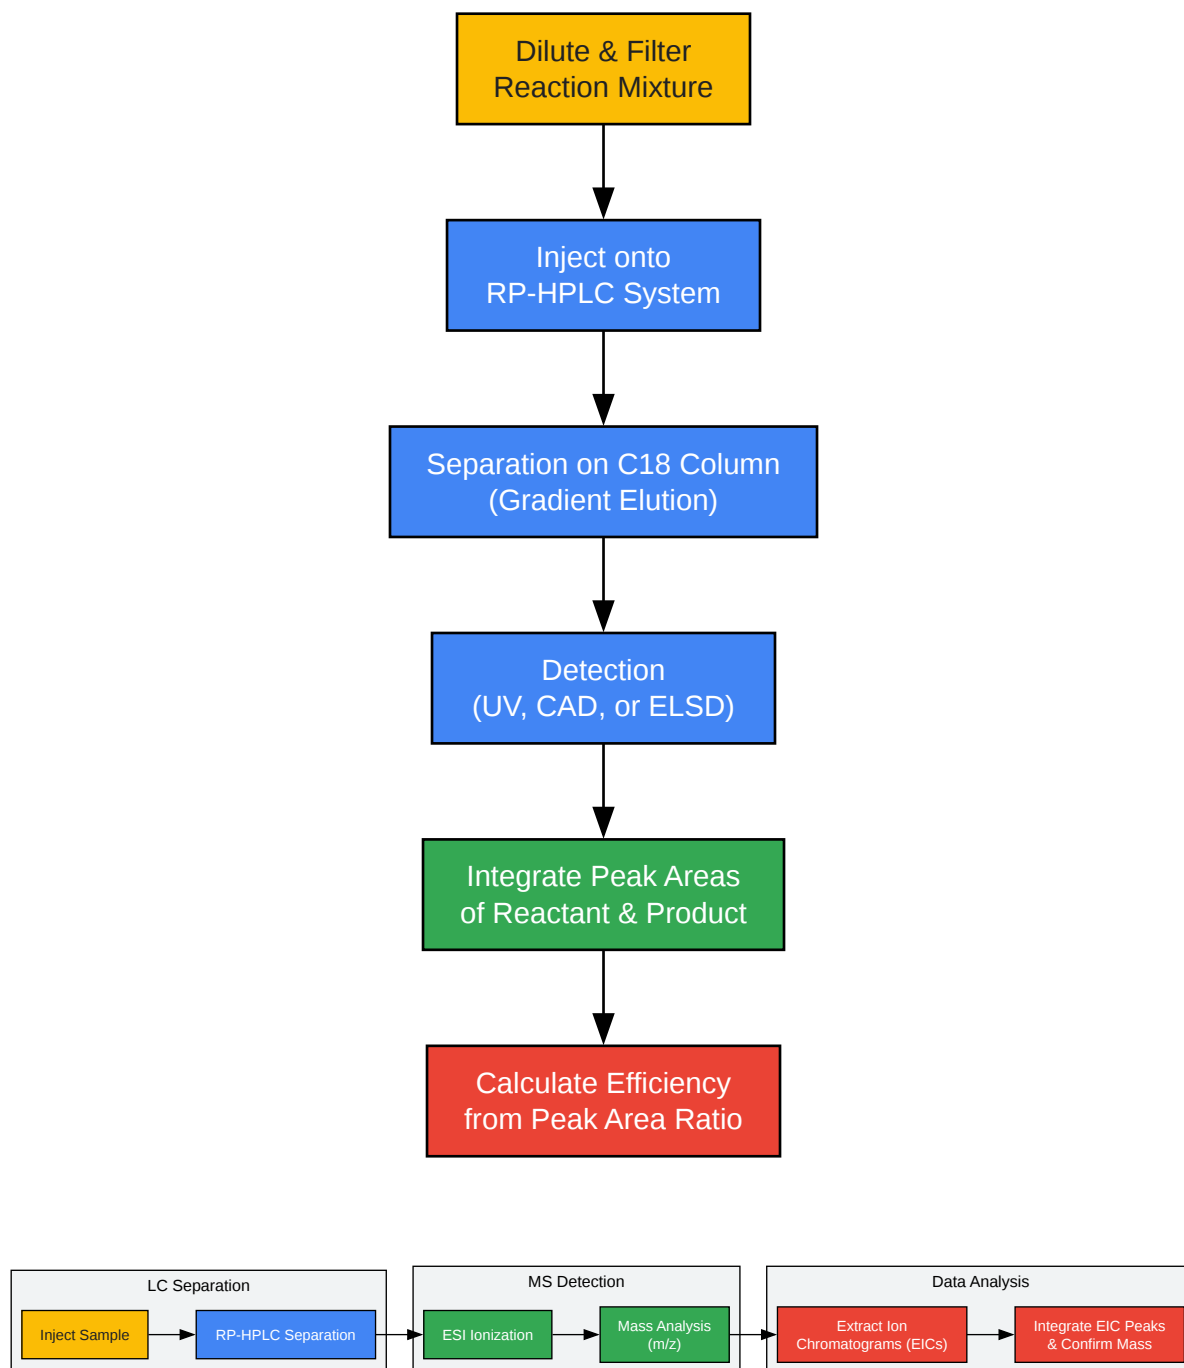 Dilute & Filter
Reaction Mixture
Inject onto
RP-HPLC System
Separation on C18 Column
(Gradient Elution)
Detection
(UV, CAD, or ELSD)
Integrate Peak Areas
of Reactant & Product
Calculate Efficiency
from Peak Area Ratio
LC Separation
Inject Sample
RP-HPLC Separation
MS Detection
ESI Ionization
Mass Analysis
(m/z)
Data Analysis
Extract Ion
Chromatograms (EICs)
Integrate EIC Peaks
& Confirm Mass